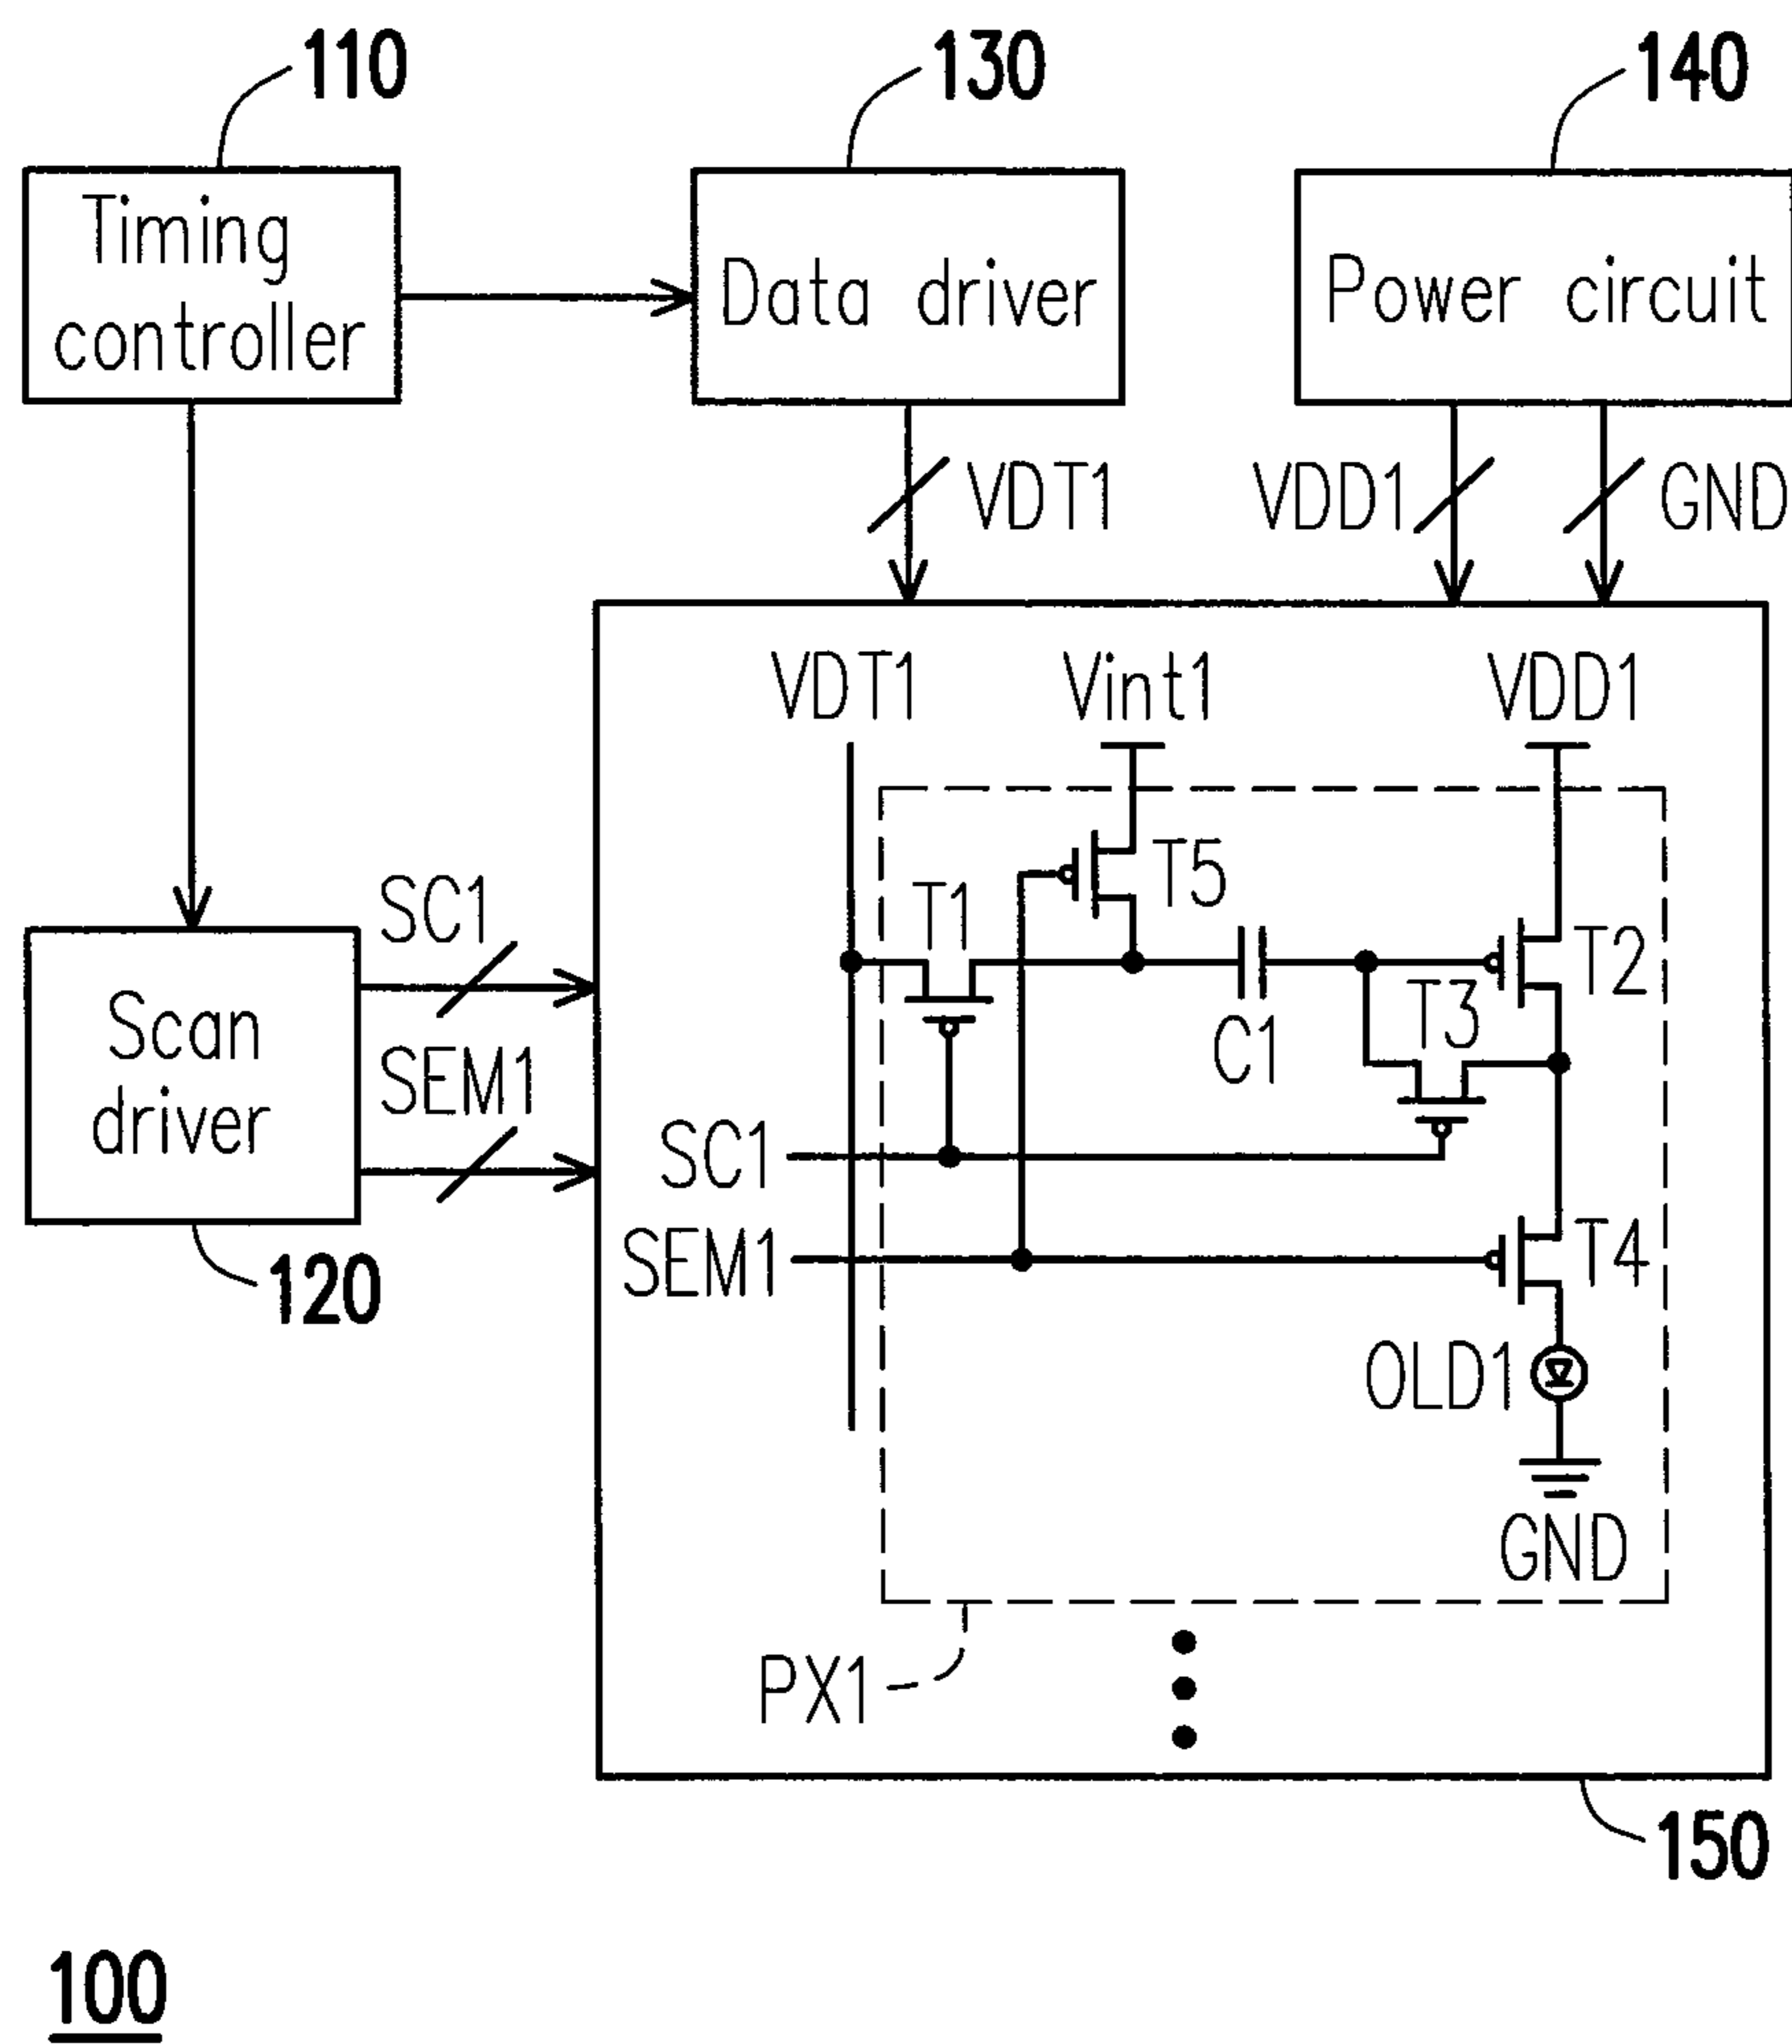 110
130
140
Timing
controller
Data driver
Power circuit
VDT1
VDD1
GND
VDT1
Vint1
VDD1
T5
T1
T2
SC1
T3
Scan
driver
C1
SEM1
SC1
SEM1
T4
120
OLD1
GND
PX1
150
100